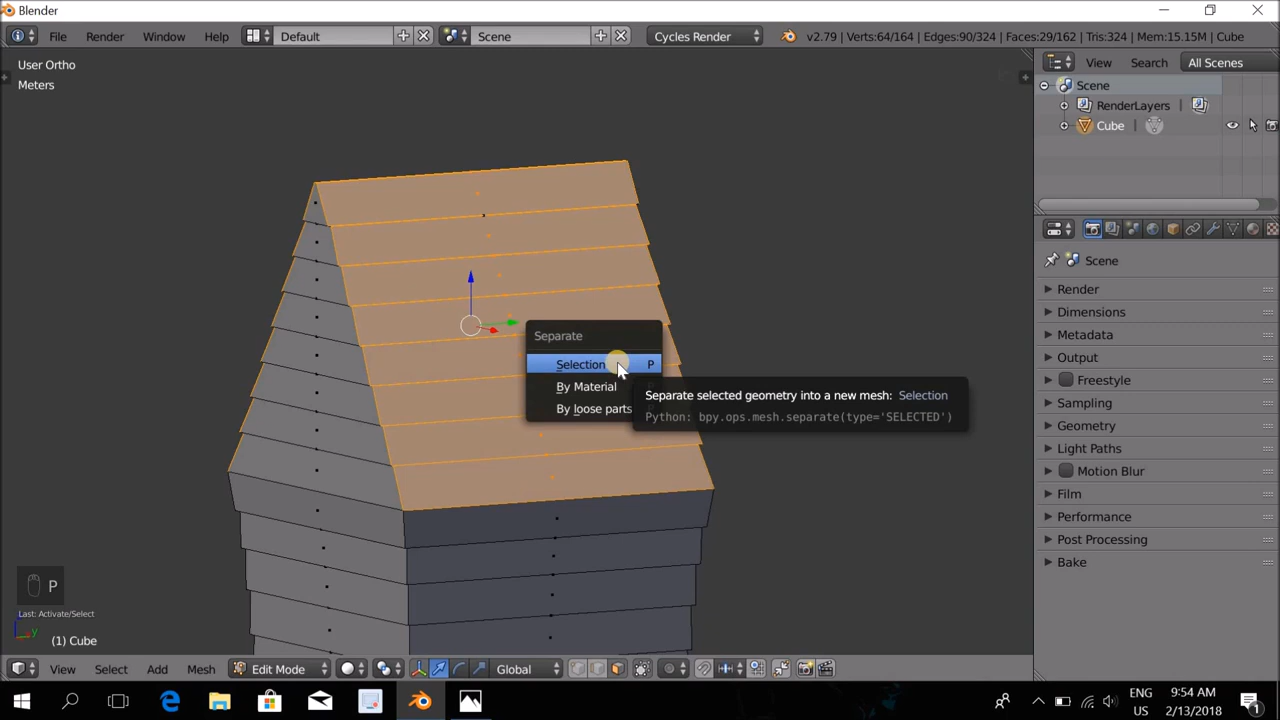 Blender
File Render Window Help Default Scene Cycles Render v2.79 | Verts:64/164 | Edges:90/324 | Faces:29/162 | Tris:324 | Mem:15.15M | Cube
User Ortho
Meters
View Search All Scenes
Scene
RenderLayers
Cube
Scene
Render
Dimensions
Metadata
Output
Freestyle
Sampling
Geometry
Light Paths
Motion Blur
Film
Performance
Post Processing
Bake
Separate
Selection P
By Material P
By loose parts
Separate selected geometry into a new mesh: Selection
Python: bpy.ops.mesh.separate(type='SELECTED')
P
Last: Activate/Select
y
(1) Cube
View Select Add Mesh Edit Mode Global
ENG
US
9:54 AM
2/13/2018
1